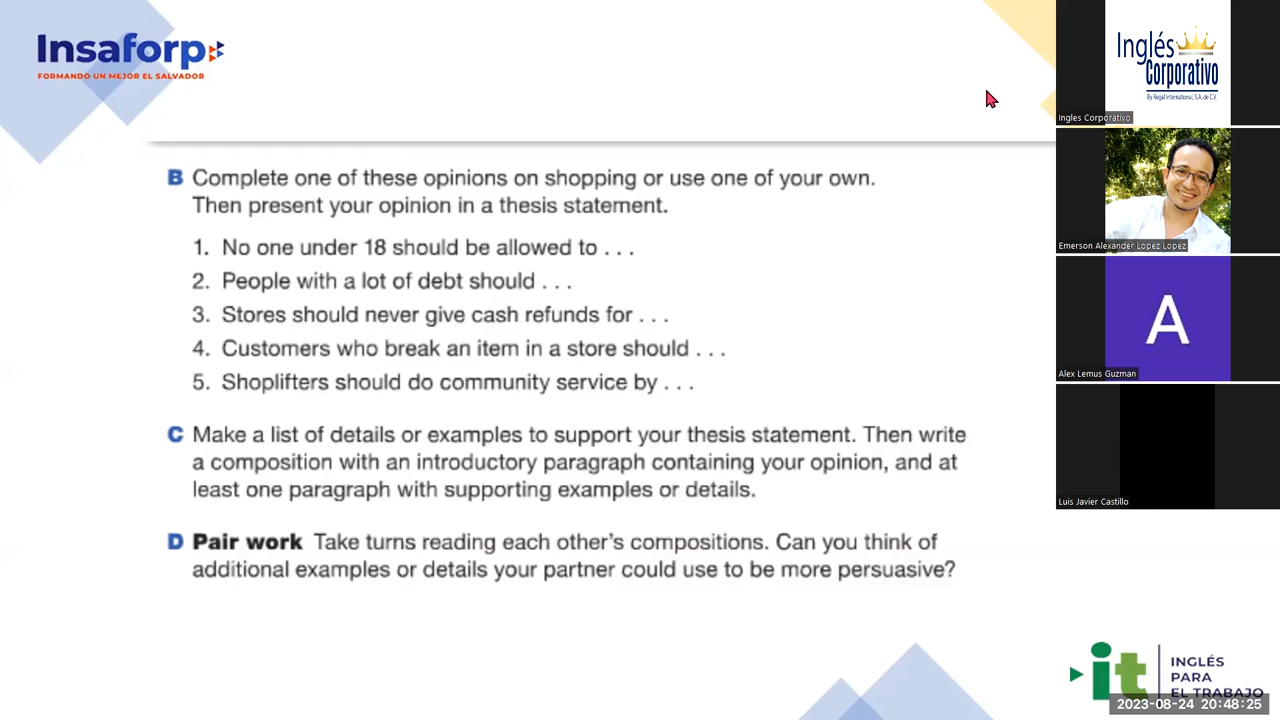 Insaforp
FORMANDO UN MEJOR EL SALVADOR
B Complete one of these opinions on shopping or use one of your own.
Then present your opinion in a thesis statement.
1. No one under 18 should be allowed to . . .
2. People with a lot of debt should . . .
3. Stores should never give cash refunds for . . .
4. Customers who break an item in a store should . . .
5. Shoplifters should do community service by . . .
C Make a list of details or examples to support your thesis statement. Then write
a composition with an introductory paragraph containing your opinion, and at
least one paragraph with supporting examples or details.
D Pair work Take turns reading each other's compositions. Can you think of
additional examples or details your partner could use to be more persuasive?
Inglés
Corporativo
By Regal International, S.A. de C.V.
Ingles Corporativo
Emerson Alexander Lopez Lopez
A
Alex Lemus Guzman
Luis Javier Castillo
it
INGLÉS
PARA
EL TRABAJO
2023-08-24 20:48:25